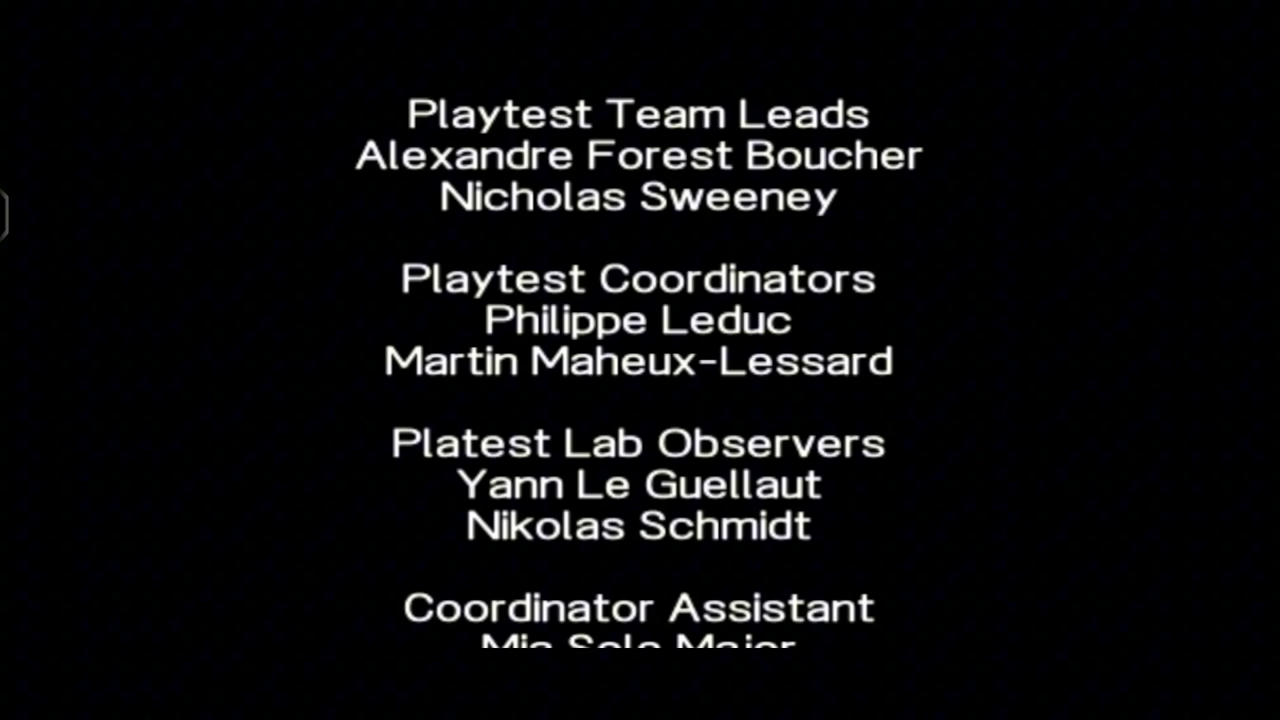 Playtest Team Leads
Alexandre Forest Boucher
Nicholas Sweeney
Playtest Coordinators
Philippe Leduc
Martin Maheux-Lessard
Platest Lab Observers
Yann Le Guellaut
Nikolas Schmidt
Coordinator Assistant